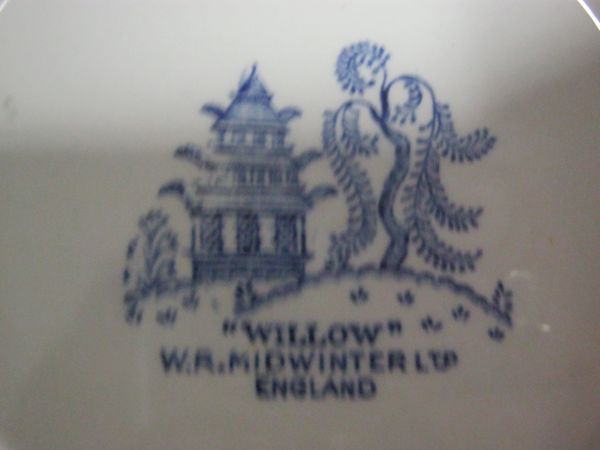 "WILLOW"
W.R. MIDWINTER LTD
ENGLAND